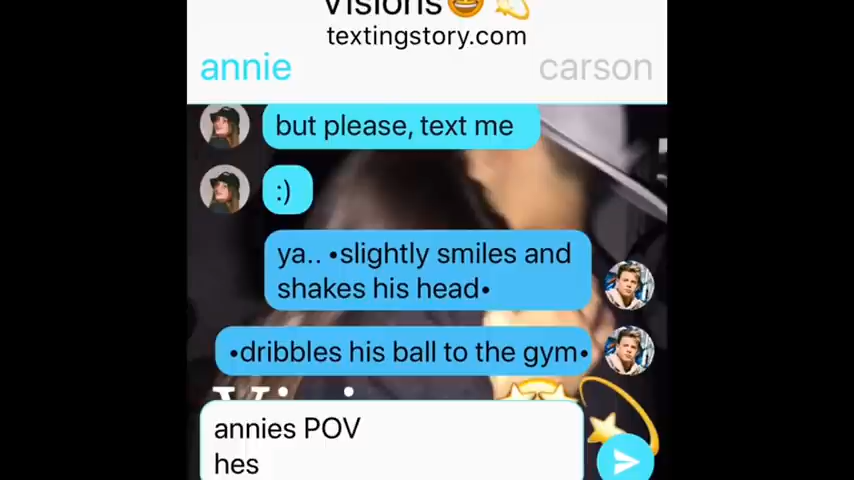 Visions🤩💫
textingstory.com
annie carson
but please, text me
:)
ya.. •slightly smiles and
shakes his head•
•dribbles his ball to the gym•
annies POV
hes